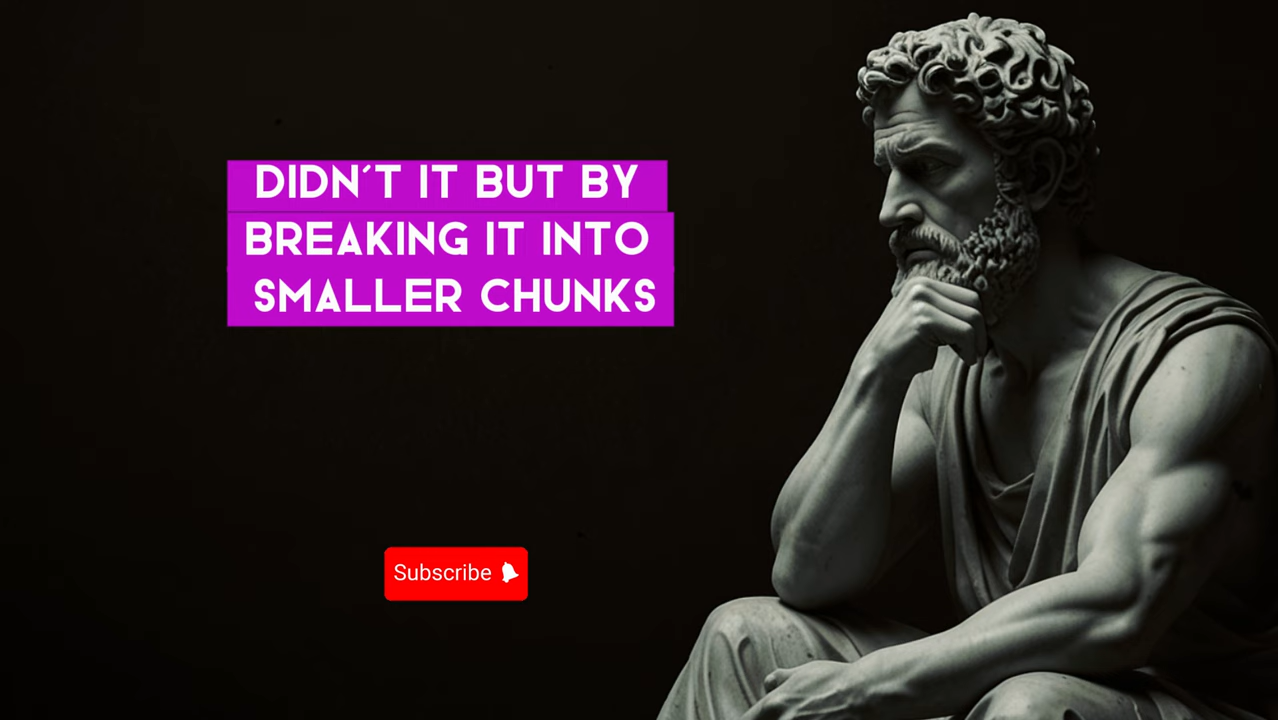 DIDN´T IT BUT BY
BREAKING IT INTO
SMALLER CHUNKS
Subscribe